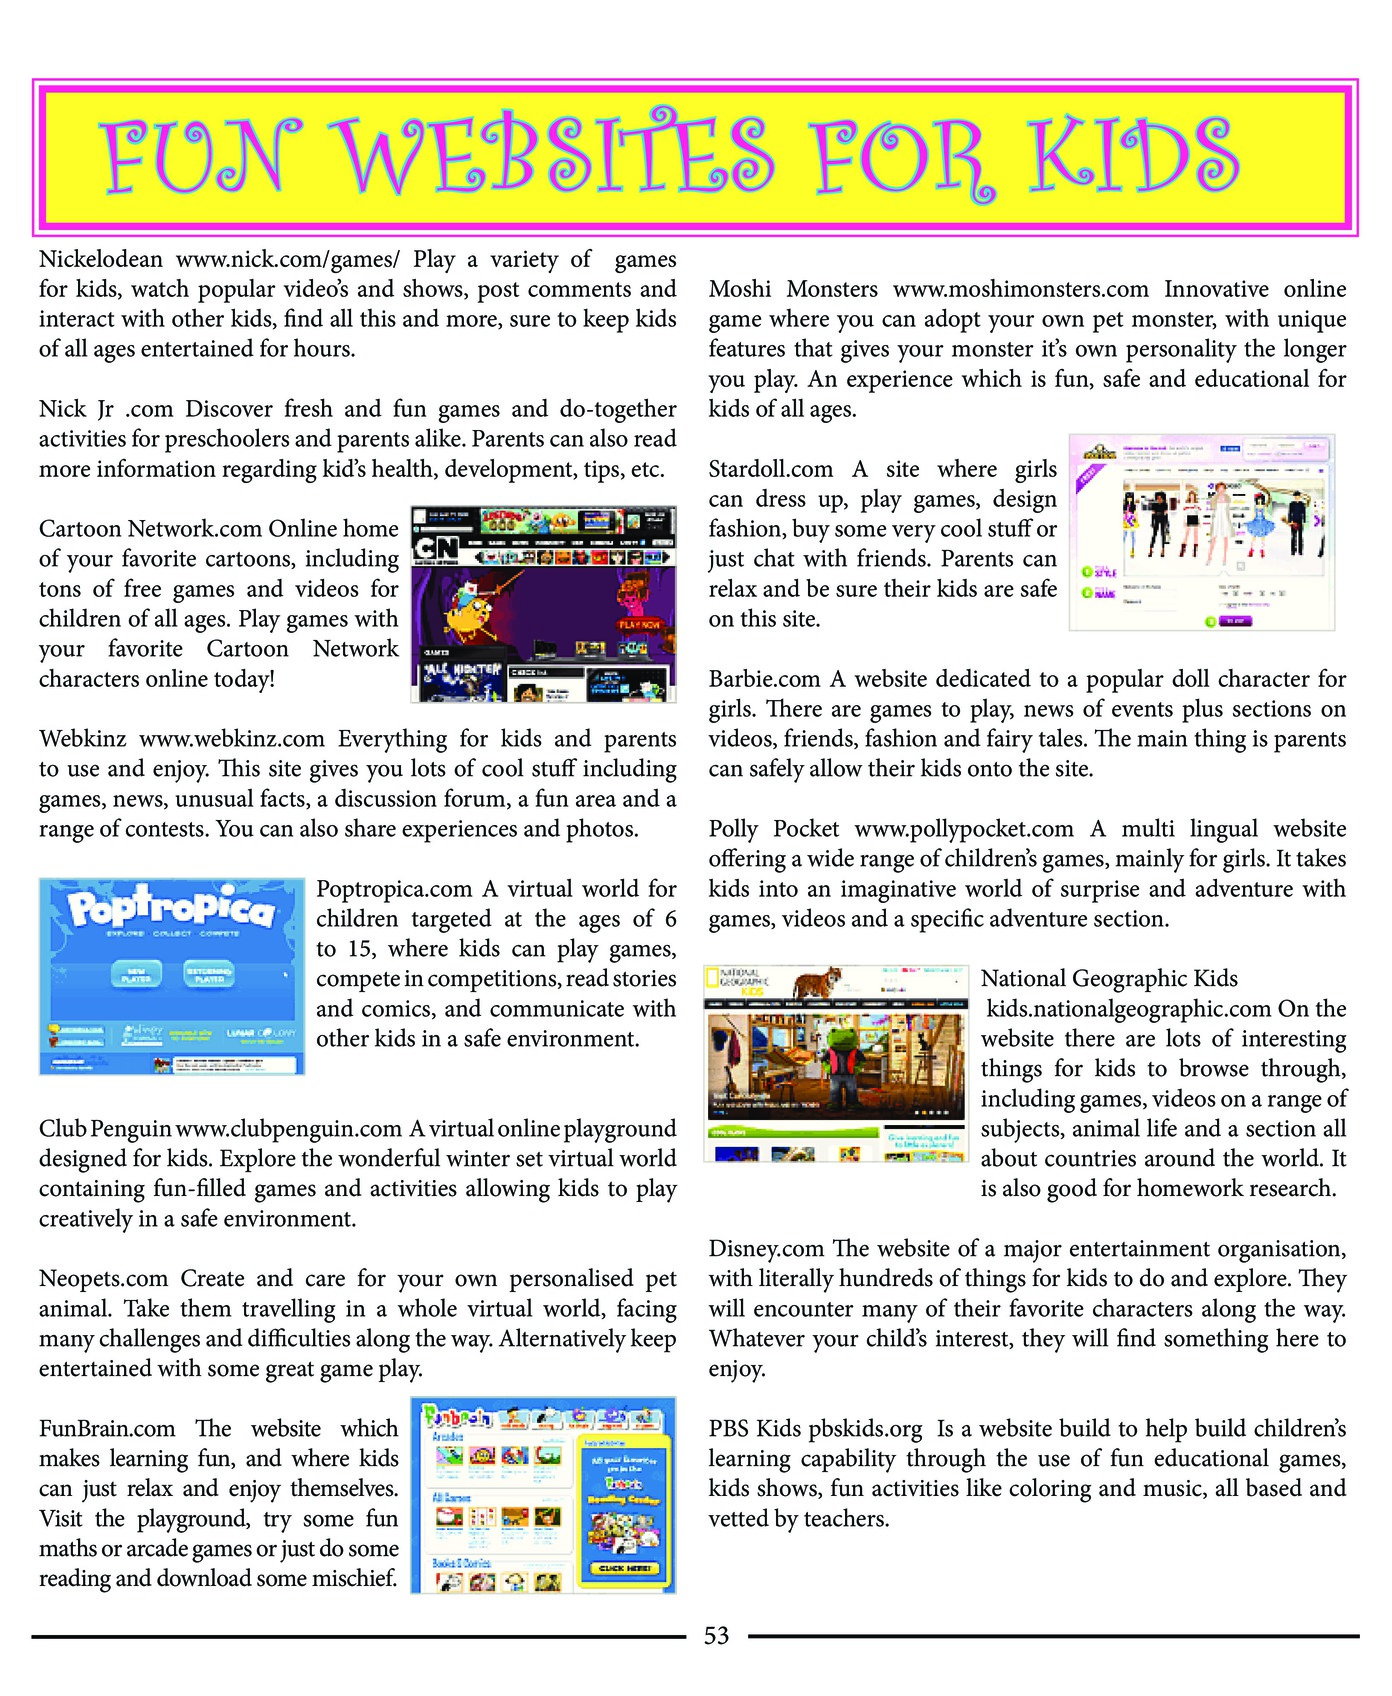 FUN WEBSITES FOR KIDS
Nickelodean www.nick.com/games/ Play a variety of games
for kids, watch popular video's and shows, post comments and
interact with other kids, find all this and more, sure to keep kids
of all ages entertained for hours.
Nick Jr .com Discover fresh and fun games and do-together
activities for preschoolers and parents alike. Parents can also read
more information regarding kid's health, development, tips, etc.
Cartoon Network.com Online home
of your favorite cartoons, including
tons of free games and videos for
children of all ages. Play games with
your favorite Cartoon Network
characters online today!
CN
PLAY NOW
GAMES
Webkinz www.webkinz.com Everything for kids and parents
to use and enjoy. This site gives you lots of cool stuff including
games, news, unusual facts, a discussion forum, a fun area and a
range of contests. You can also share experiences and photos.
Poptropica
EXPLORE COLLECT COMPETE
NEW PLAYER
RETURNING PLAYER
Poptropica.com A virtual world for
children targeted at the ages of 6
to 15, where kids can play games,
compete in competitions, read stories
and comics, and communicate with
other kids in a safe environment.
Club Penguin www.clubpenguin.com A virtual online playground
designed for kids. Explore the wonderful winter set virtual world
containing fun-filled games and activities allowing kids to play
creatively in a safe environment.
Neopets.com Create and care for your own personalised pet
animal. Take them travelling in a whole virtual world, facing
many challenges and difficulties along the way. Alternatively keep
entertained with some great game play.
FunBrain.com The website which
makes learning fun, and where kids
can just relax and enjoy themselves.
Visit the playground, try some fun
maths or arcade games or just do some
reading and download some mischief.
Funbrain
Arcades
All Games
Books & Comics
CLICK HERE!
Moshi Monsters www.moshimonsters.com Innovative online
game where you can adopt your own pet monster, with unique
features that gives your monster it's own personality the longer
you play. An experience which is fun, safe and educational for
kids of all ages.
Stardoll.com A site where girls
can dress up, play games, design
fashion, buy some very cool stuff or
just chat with friends. Parents can
relax and be sure their kids are safe
on this site.
FREE
STYLE
NAME
Barbie.com A website dedicated to a popular doll character for
girls. There are games to play, news of events plus sections on
videos, friends, fashion and fairy tales. The main thing is parents
can safely allow their kids onto the site.
Polly Pocket www.pollypocket.com A multi lingual website
offering a wide range of children's games, mainly for girls. It takes
kids into an imaginative world of surprise and adventure with
games, videos and a specific adventure section.
NATIONAL
GEOGRAPHIC
KIDS
National Geographic Kids
kids.nationalgeographic.com On the
website there are lots of interesting
things for kids to browse through,
including games, videos on a range of
subjects, animal life and a section all
about countries around the world. It
is also good for homework research.
Disney.com The website of a major entertainment organisation,
with literally hundreds of things for kids to do and explore. They
will encounter many of their favorite characters along the way.
Whatever your child's interest, they will find something here to
enjoy.
PBS Kids pbskids.org Is a website build to help build children's
learning capability through the use of fun educational games,
kids shows, fun activities like coloring and music, all based and
vetted by teachers.
53